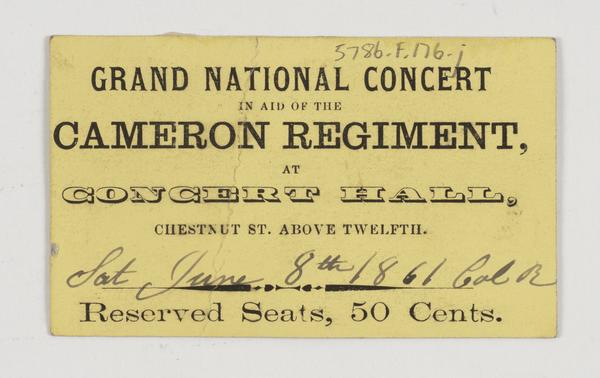 5786.F.176.j
GRAND NATIONAL CONCERT
IN AID OF THE
CAMERON REGIMENT,
AT
CONCERT HALL,
CHESTNUT ST. ABOVE TWELFTH.
Sat June 8th 1861 Col R
Reserved Seats, 50 Cents.